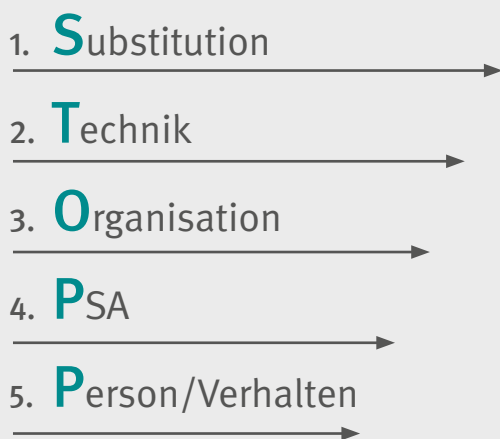 1. Substitution
2. Technik
3. Organisation
4. PSA
5. Person/Verhalten